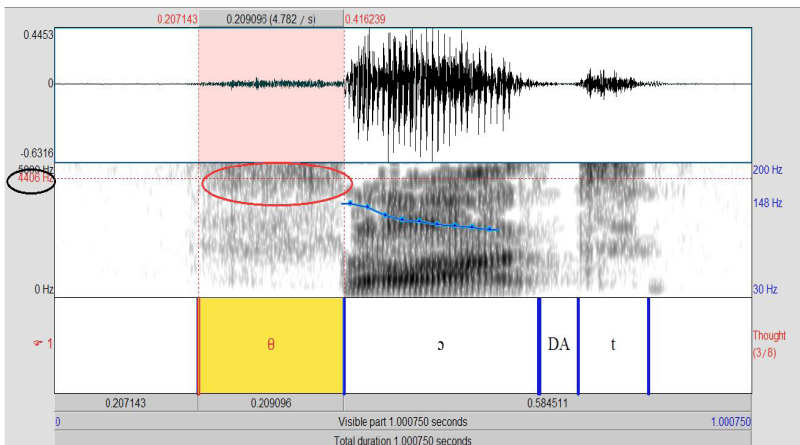 0.207143 0.209096 (4.782 / s) 0.416239
0.4453
0
-0.6316
5000 Hz 200 Hz
4406 Hz
148 Hz
0 Hz 30 Hz
1 θ ɔ DA t Thought
(3/8)
0.207143 0.209096 0.584511
0 Visible part 1.000750 seconds 1.000750
Total duration 1.000750 seconds